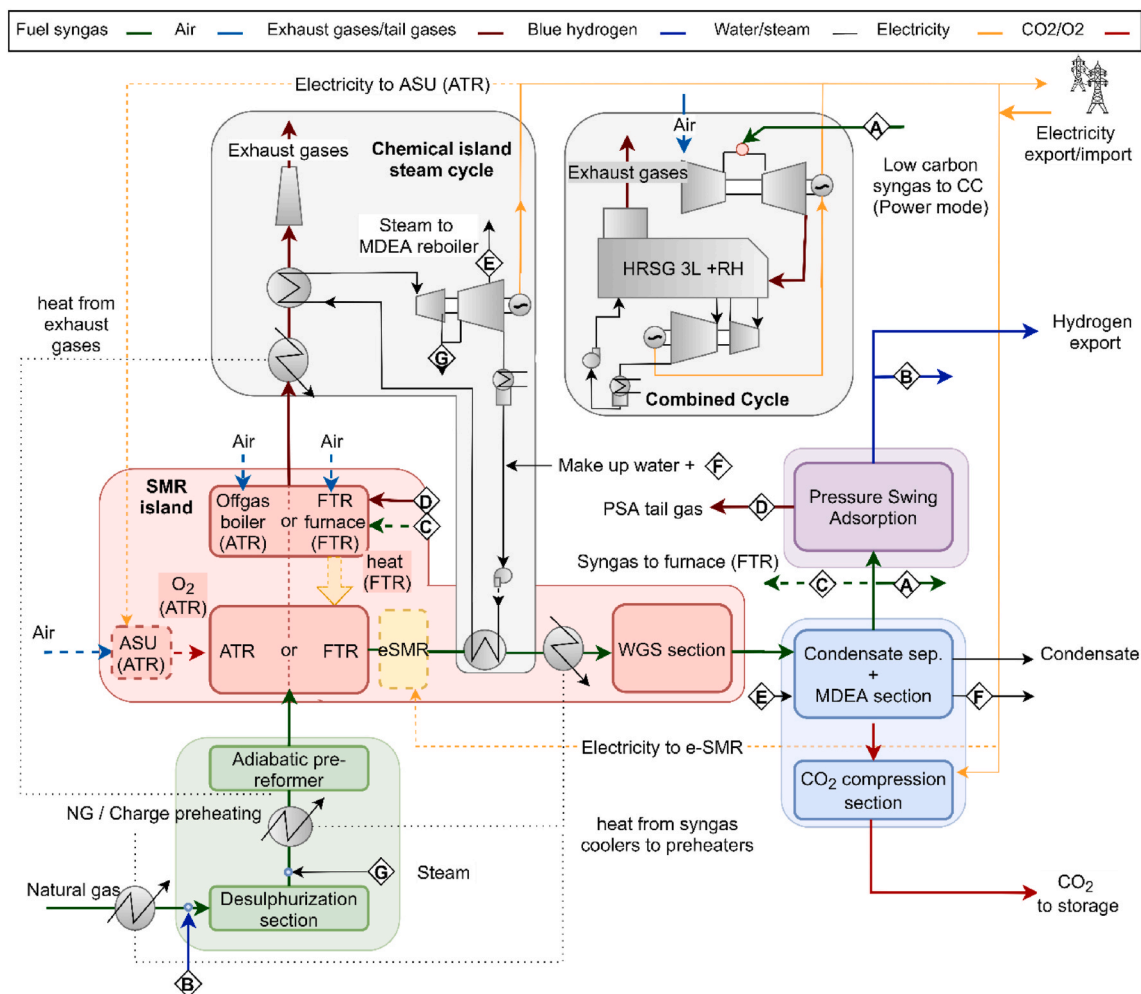 Fuel syngas Air Exhaust gases/tail gases Blue hydrogen Water/steam Electricity CO2/O2
Electricity to ASU (ATR)
Electricity
export/import
Exhaust gases
Chemical island
steam cycle
Steam to
MDEA reboiler
E
G
heat from
exhaust
gases
Air
A
Low carbon
syngas to CC
(Power mode)
Exhaust gases
HRSG 3L +RH
Combined Cycle
Hydrogen
export
B
Make up water + F
Air
Air
SMR
island
Offgas
boiler
(ATR)
or
FTR
furnace
(FTR)
D
C
heat
(FTR)
PSA tail gas
D
Pressure Swing
Adsorption
Syngas to furnace (FTR)
C
A
O2
(ATR)
Air
ASU
(ATR)
ATR or FTR
eSMR
WGS section
Condensate sep.
+
MDEA section
Condensate
E
F
Electricity to e-SMR
CO2 compression
section
Adiabatic pre-
reformer
NG / Charge preheating
heat from syngas
coolers to preheaters
G
Steam
Natural gas
Desulphurization
section
B
CO2
to storage